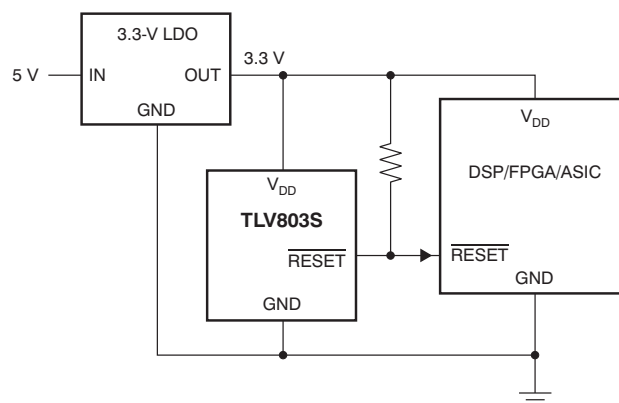 3.3-V LDO
5 V
IN
OUT
3.3 V
GND
VDD
DSP/FPGA/ASIC
VDD
TLV803S
RESET
RESET
GND
GND